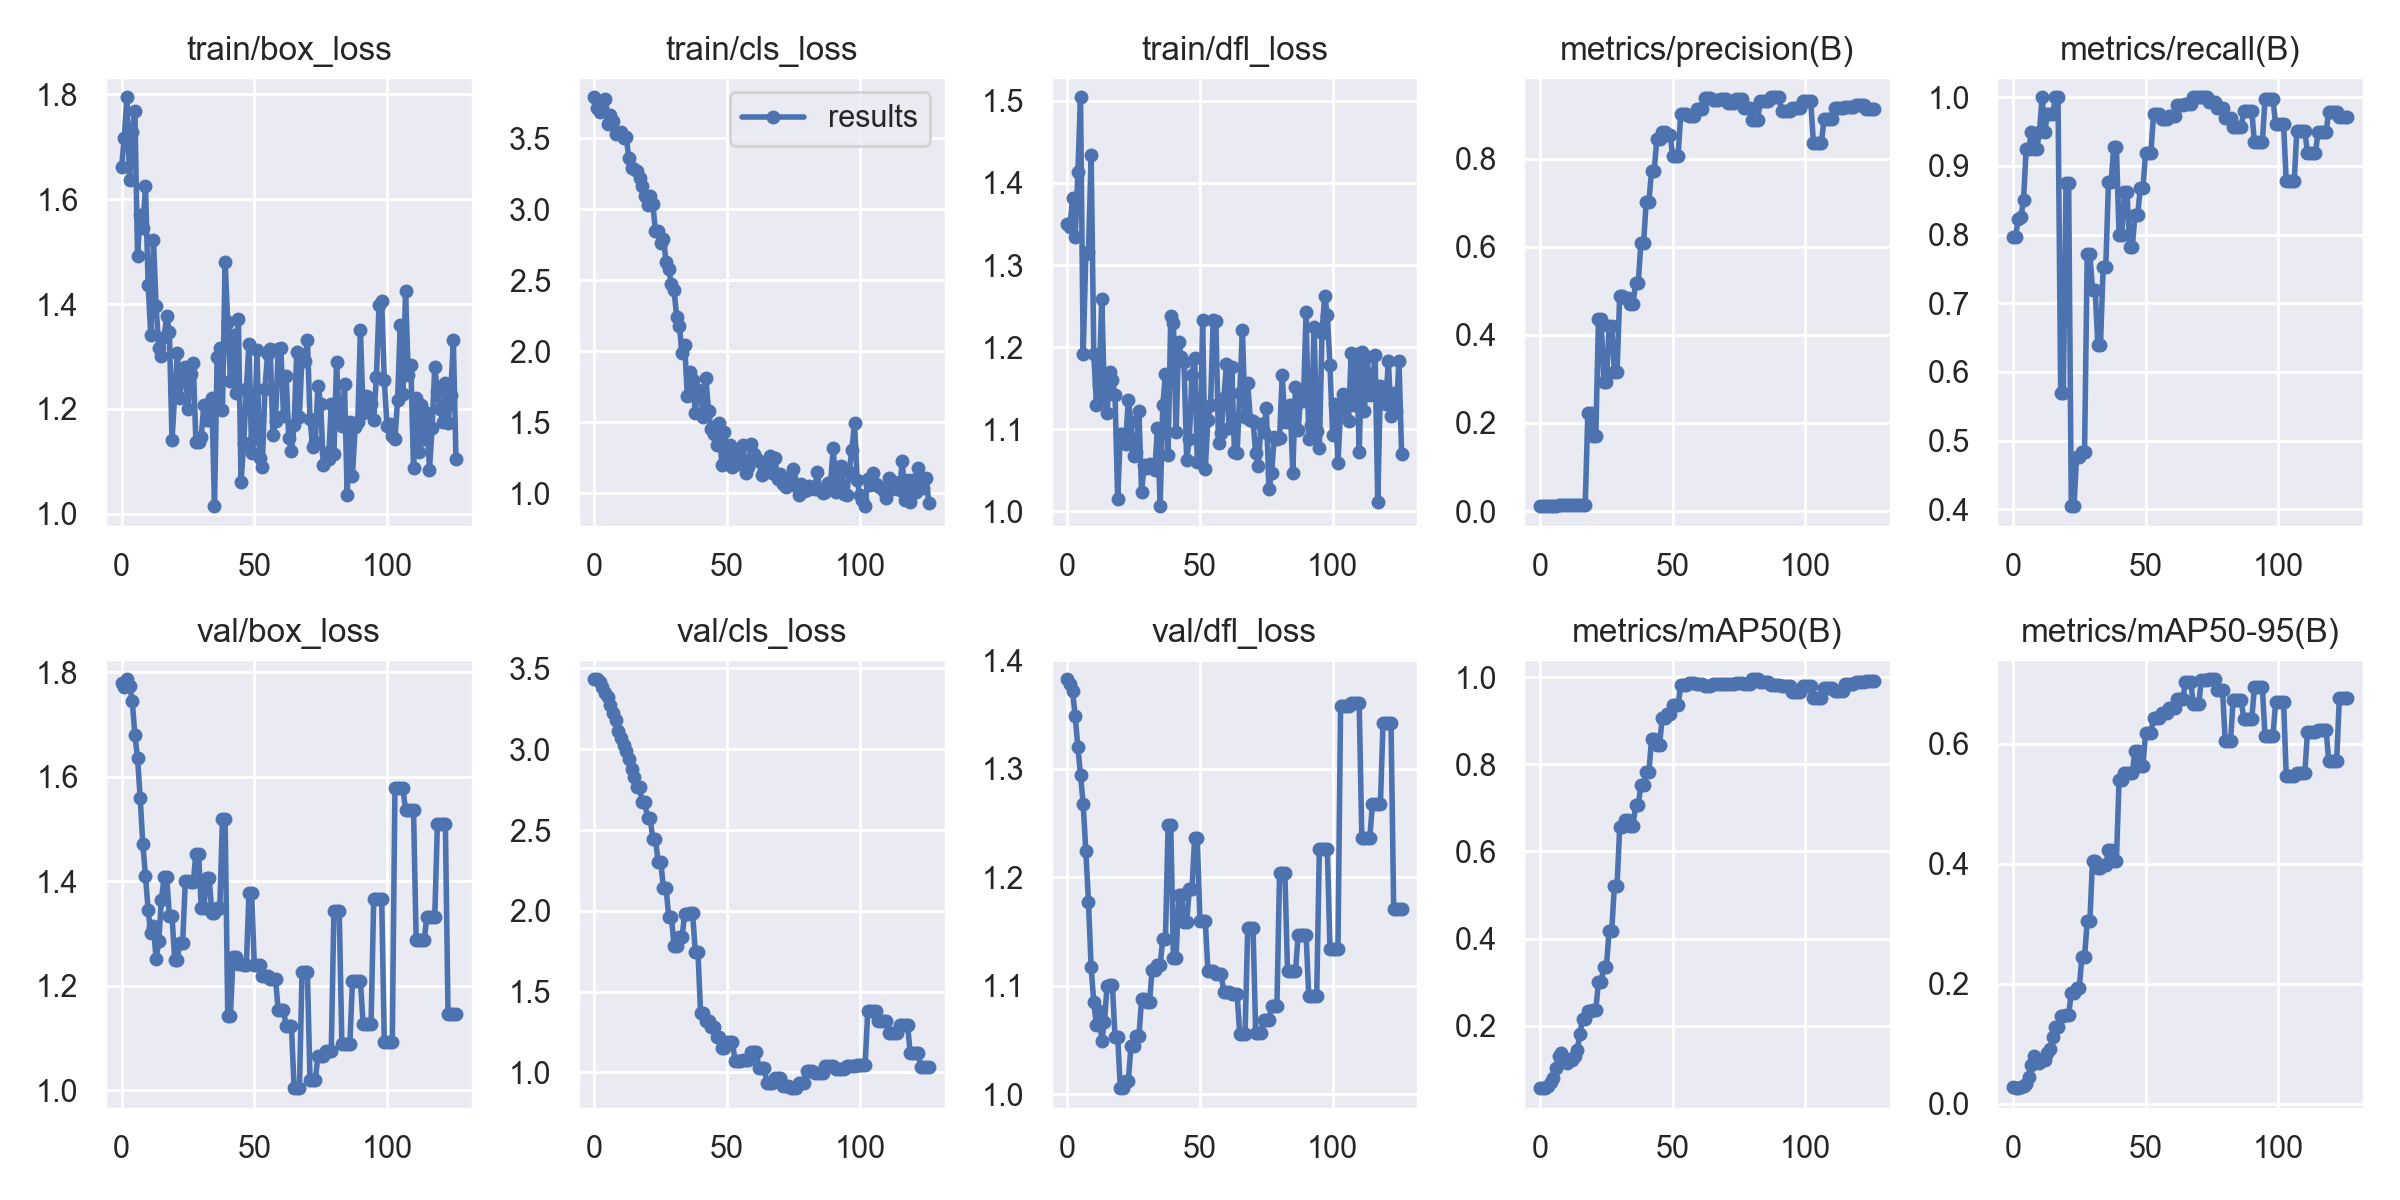 train/box_loss
1.8
1.6
1.4
1.2
1.0
0 50 100
train/cls_loss
results
3.5
3.0
2.5
2.0
1.5
1.0
0 50 100
train/dfl_loss
1.5
1.4
1.3
1.2
1.1
1.0
0 50 100
metrics/precision(B)
0.8
0.6
0.4
0.2
0.0
0 50 100
metrics/recall(B)
1.0
0.9
0.8
0.7
0.6
0.5
0.4
0 50 100
val/box_loss
1.8
1.6
1.4
1.2
1.0
0 50 100
val/cls_loss
3.5
3.0
2.5
2.0
1.5
1.0
0 50 100
val/dfl_loss
1.4
1.3
1.2
1.1
1.0
0 50 100
metrics/mAP50(B)
1.0
0.8
0.6
0.4
0.2
0 50 100
metrics/mAP50-95(B)
0.6
0.4
0.2
0.0
0 50 100